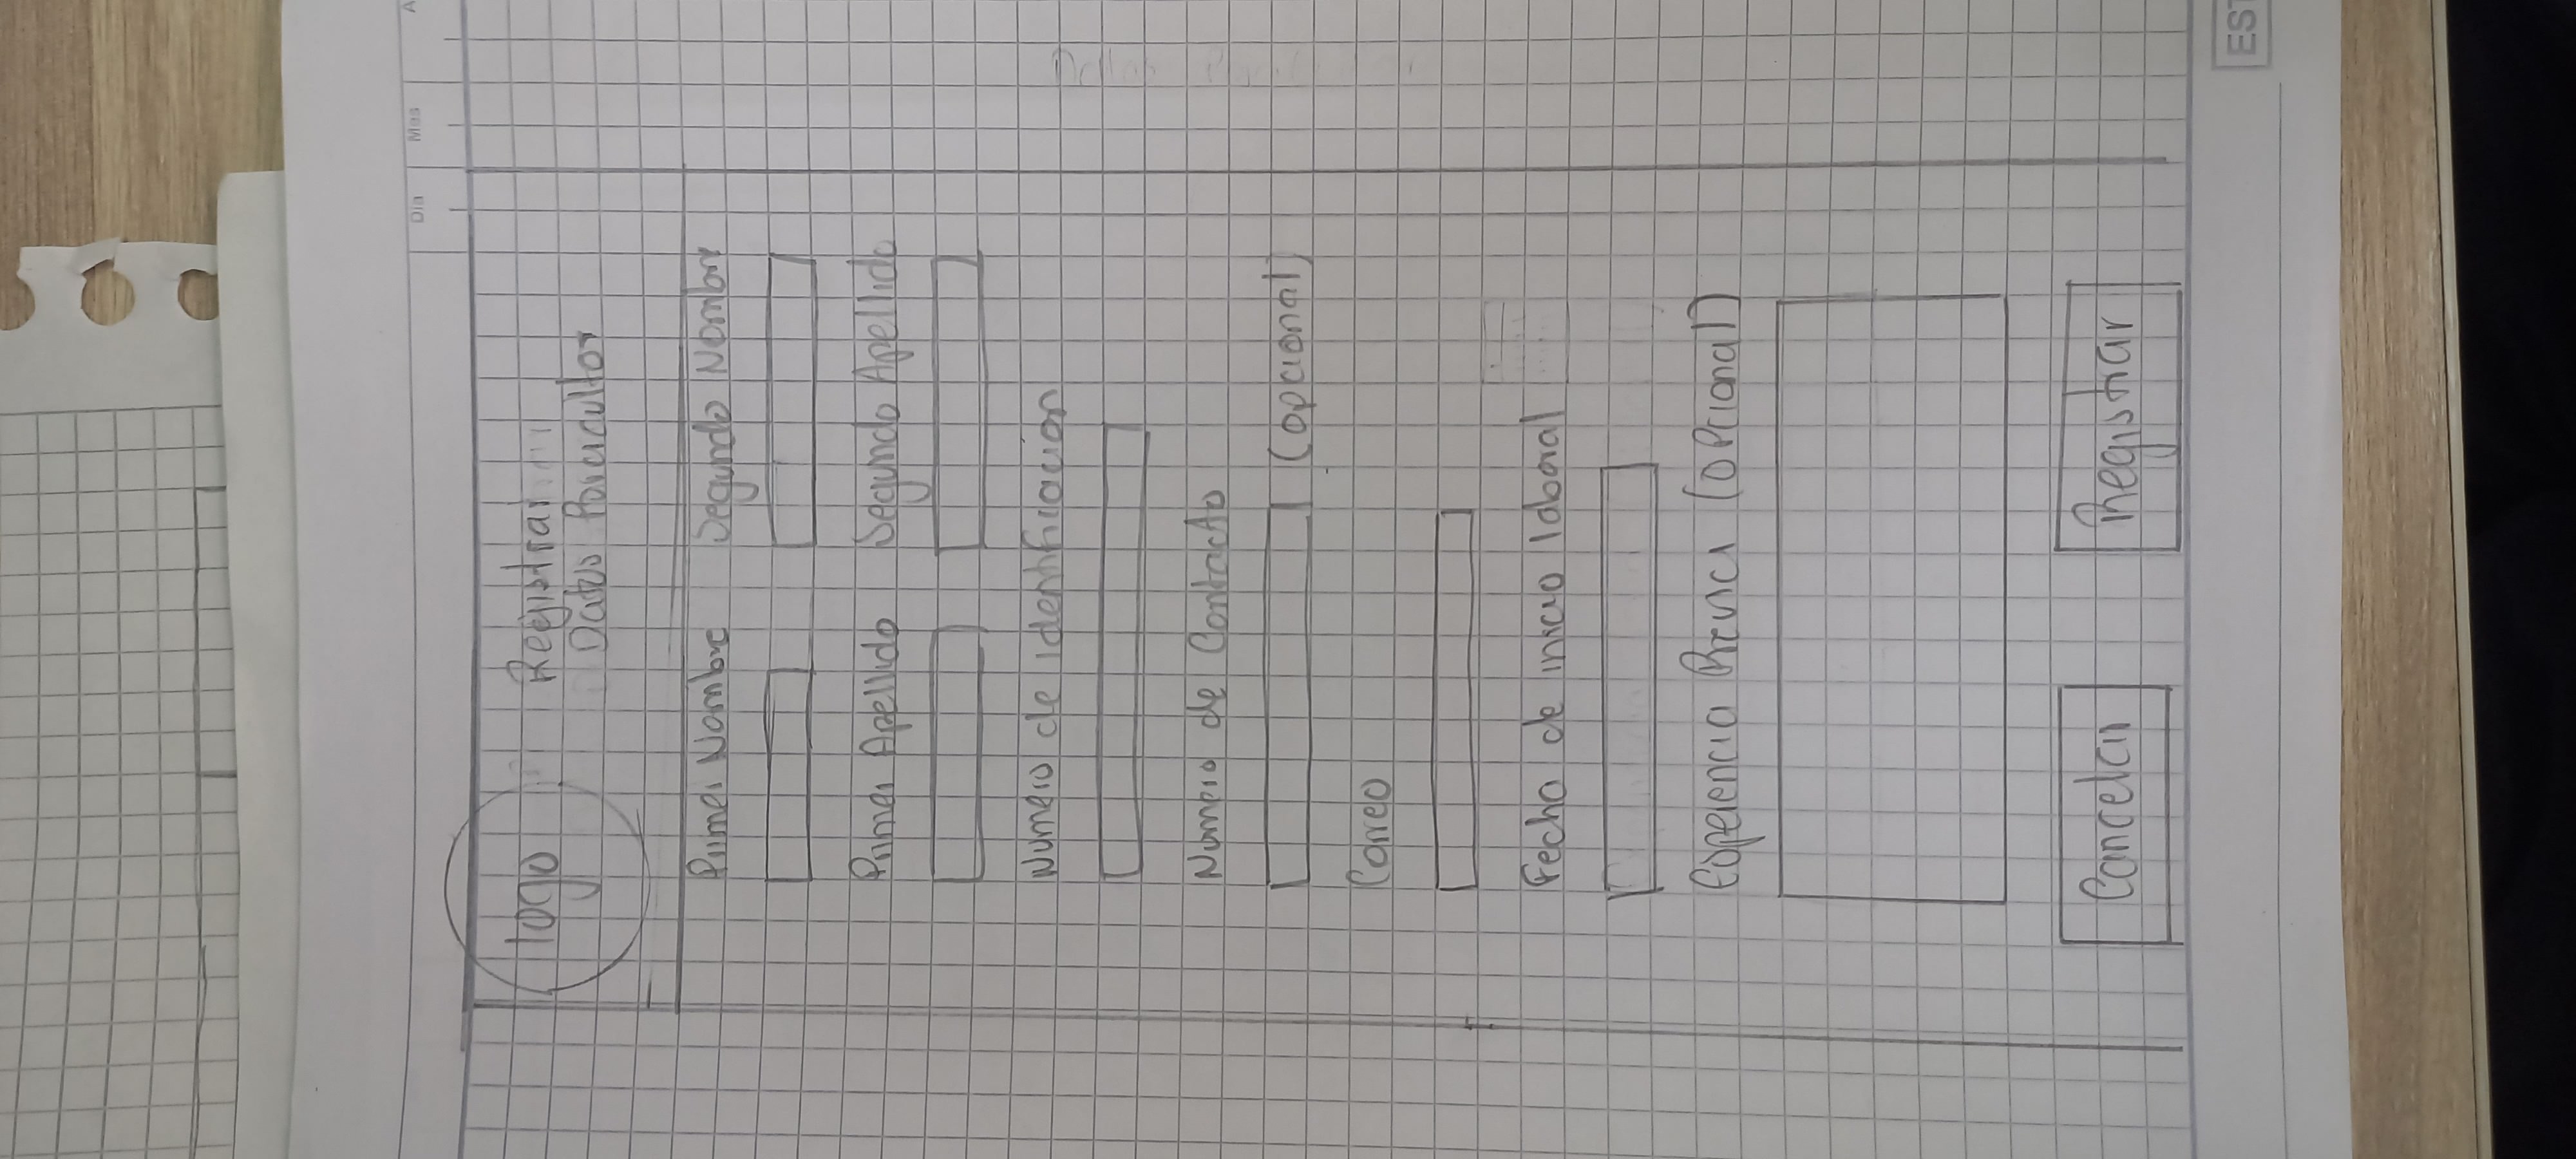 Dia Mes A
logo
Registrar
Datos Porcicultor
Primer Nombre Segundo Nombre
Primer Apellido Segundo Apellido
Numero de identificacion
Numero de Contacto
(opcional)
Correo
Fecha de inicio laboral
Experiencia Previa (opcional)
Cancelar Registrar
EST